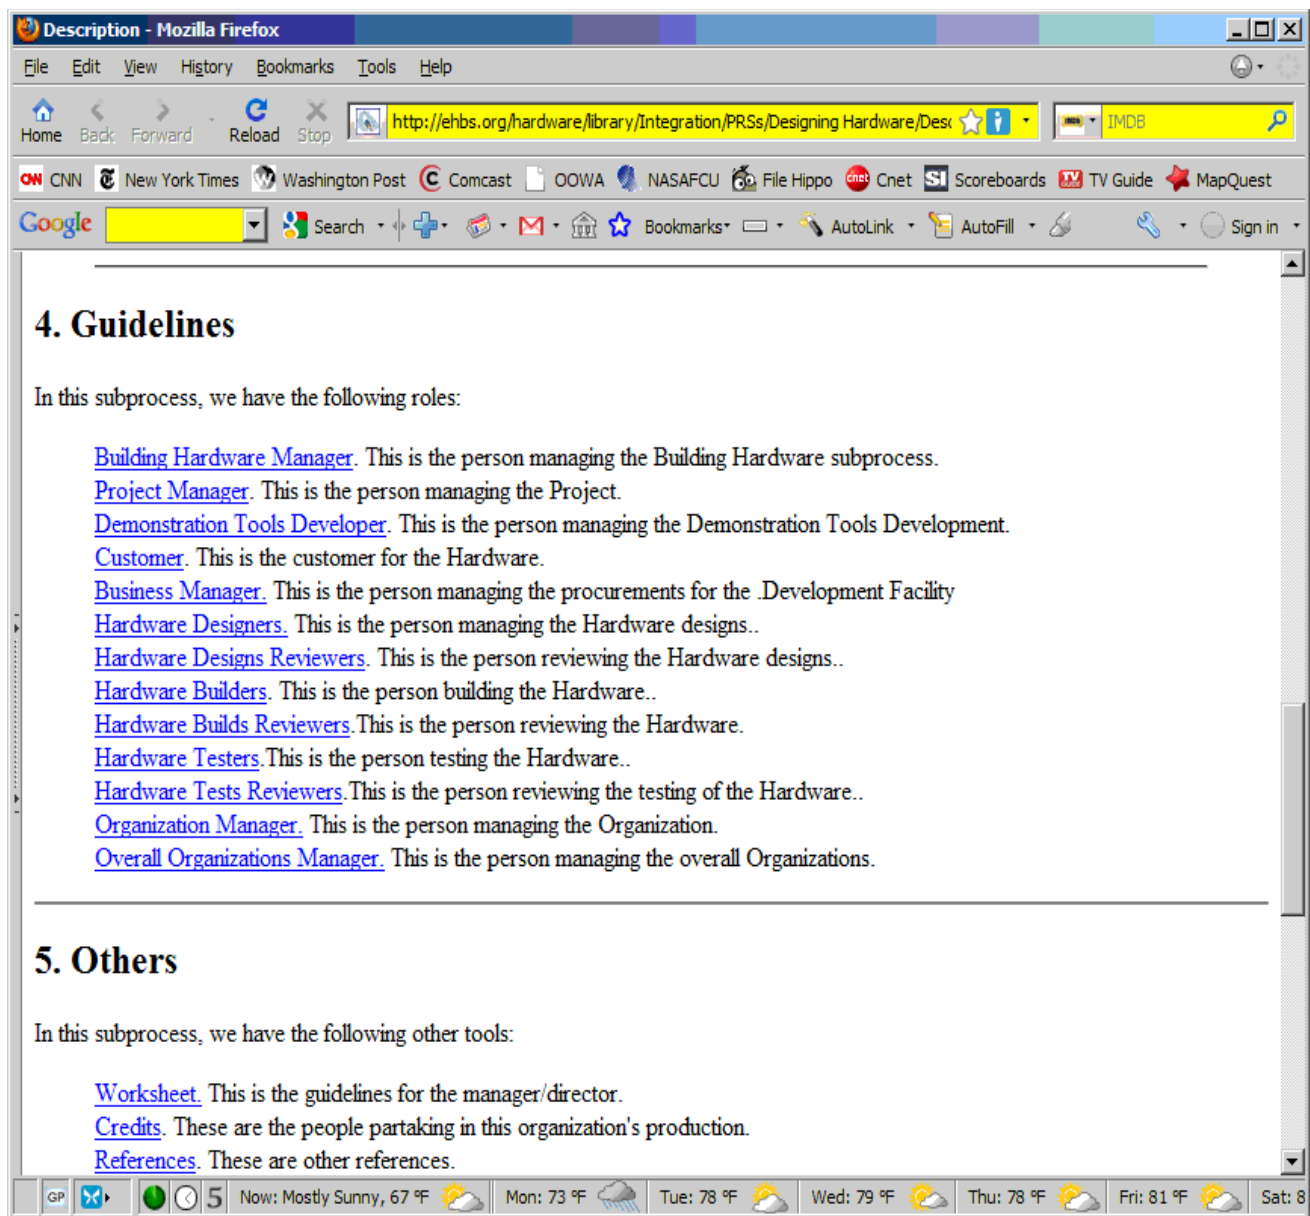 Description - Mozilla Firefox
File Edit View History Bookmarks Tools Help
Home Back Forward Reload Stop http://ehbs.org/hardware/library/Integration/PRSs/Designing Hardware/Desc IMDB
CNN New York Times Washington Post Comcast OOWA NASAFCU File Hippo Cnet Scoreboards TV Guide MapQuest
Google Search Bookmarks AutoLink AutoFill Sign in
4. Guidelines
In this subprocess, we have the following roles:
Building Hardware Manager. This is the person managing the Building Hardware subprocess.
Project Manager. This is the person managing the Project.
Demonstration Tools Developer. This is the person managing the Demonstration Tools Development.
Customer. This is the customer for the Hardware.
Business Manager. This is the person managing the procurements for the .Development Facility
Hardware Designers. This is the person managing the Hardware designs..
Hardware Designs Reviewers. This is the person reviewing the Hardware designs..
Hardware Builders. This is the person building the Hardware..
Hardware Builds Reviewers.This is the person reviewing the Hardware.
Hardware Testers.This is the person testing the Hardware..
Hardware Tests Reviewers.This is the person reviewing the testing of the Hardware..
Organization Manager. This is the person managing the Organization.
Overall Organizations Manager. This is the person managing the overall Organizations.
5. Others
In this subprocess, we have the following other tools:
Worksheet. This is the guidelines for the manager/director.
Credits. These are the people partaking in this organization's production.
References. These are other references.
GP 5 Now: Mostly Sunny, 67 °F Mon: 73 °F Tue: 78 °F Wed: 79 °F Thu: 78 °F Fri: 81 °F Sat: 8